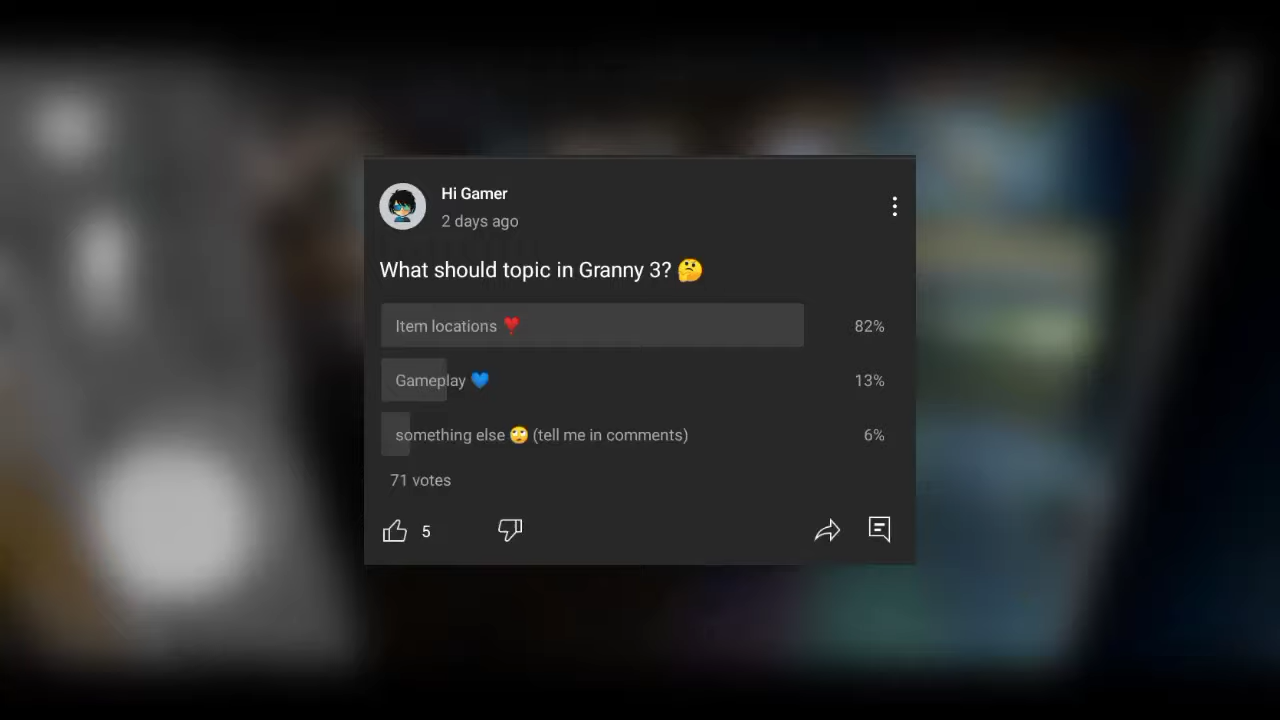 Hi Gamer
2 days ago
What should topic in Granny 3? 🤔
Item locations ❣️ 82%
Gameplay 💙 13%
something else 🙄 (tell me in comments) 6%
71 votes
5